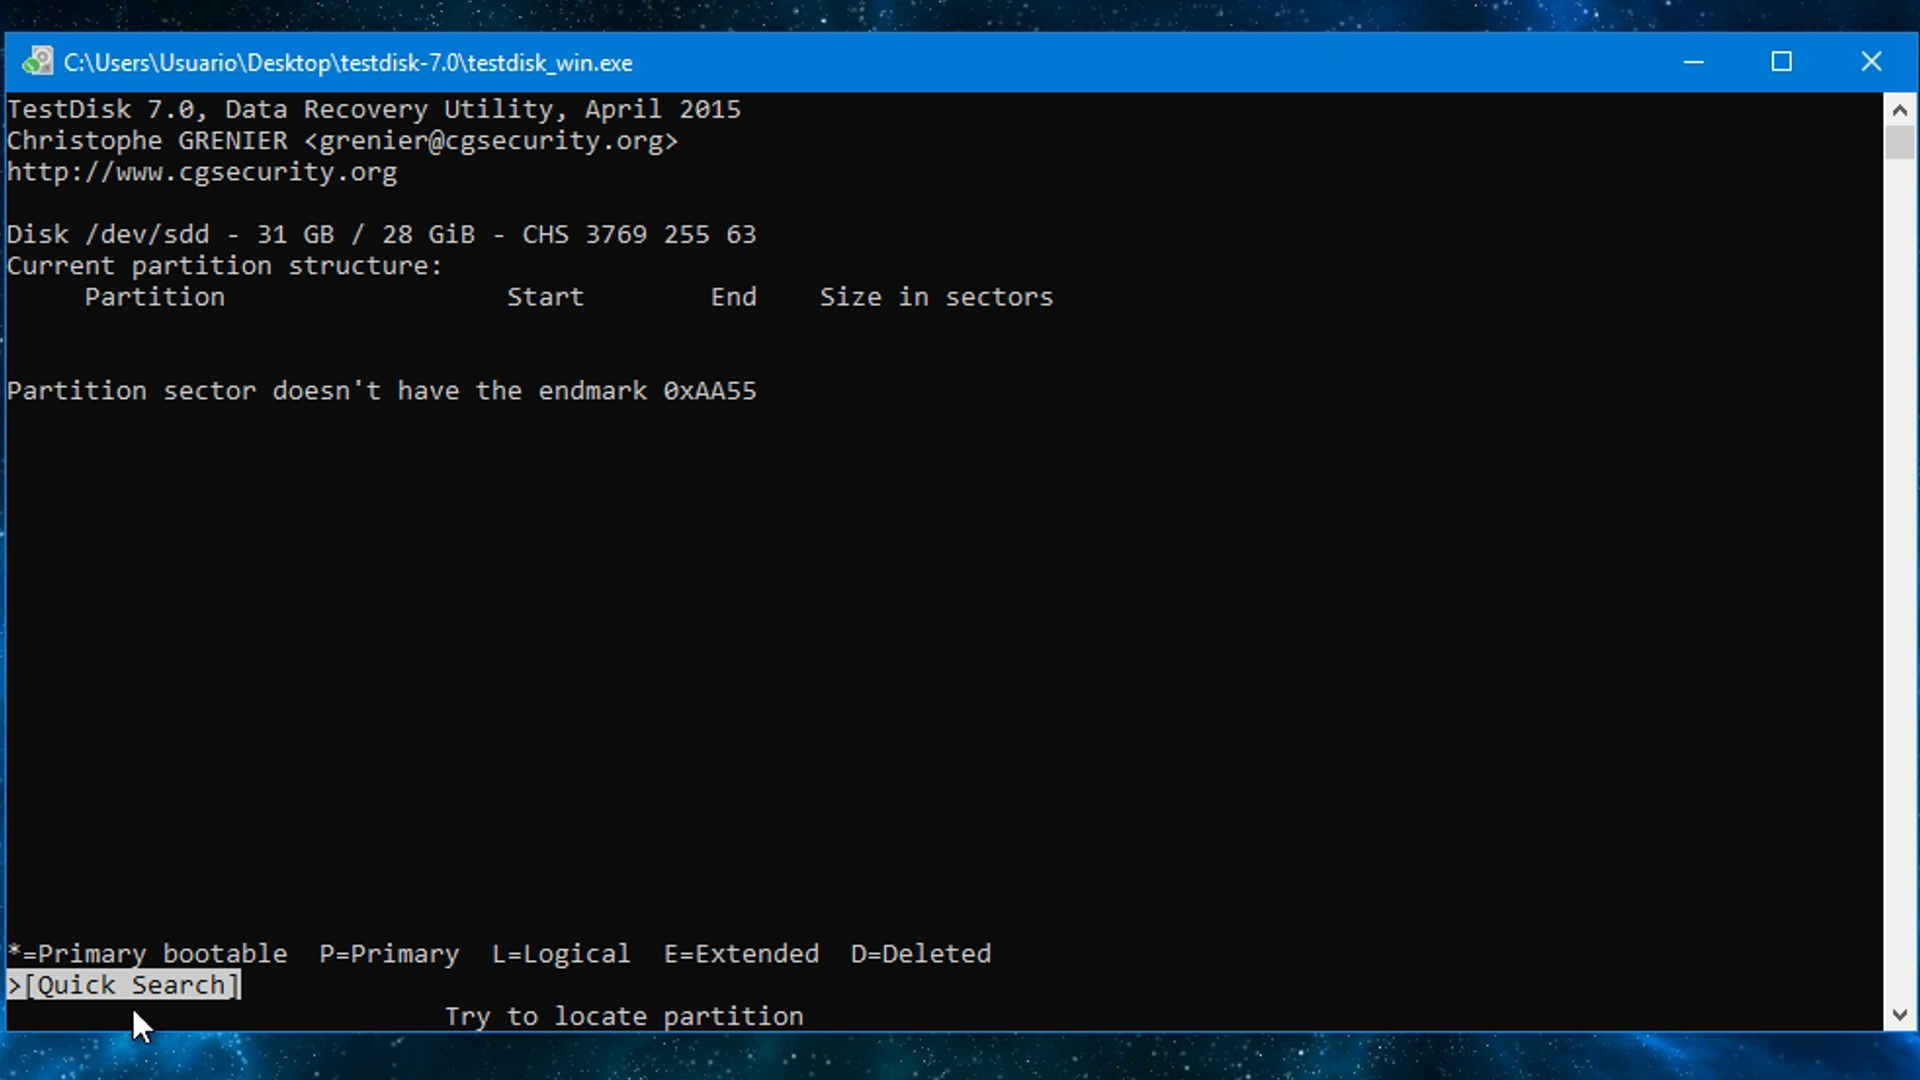 C:\Users\Usuario\Desktop\testdisk-7.0\testdisk_win.exe
TestDisk 7.0, Data Recovery Utility, April 2015
Christophe GRENIER <grenier@cgsecurity.org>
http://www.cgsecurity.org
Disk /dev/sdd - 31 GB / 28 GiB - CHS 3769 255 63
Current partition structure:
     Partition                  Start        End    Size in sectors
Partition sector doesn't have the endmark 0xAA55
*=Primary bootable  P=Primary  L=Logical  E=Extended  D=Deleted
>[Quick Search]
                            Try to locate partition